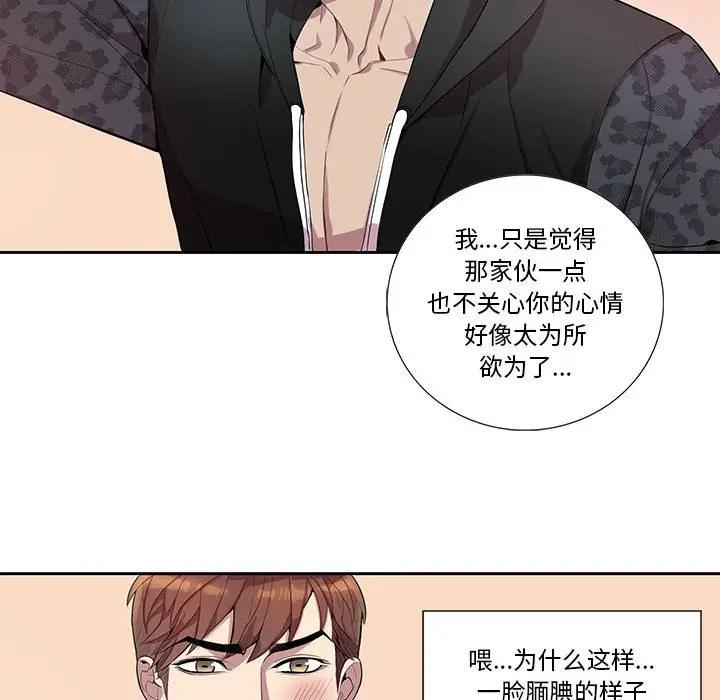 我...只是觉得
那家伙一点
也不关心你的心情
好像太为所
欲为了...
喂...为什么这样...
一脸腼腆的样子